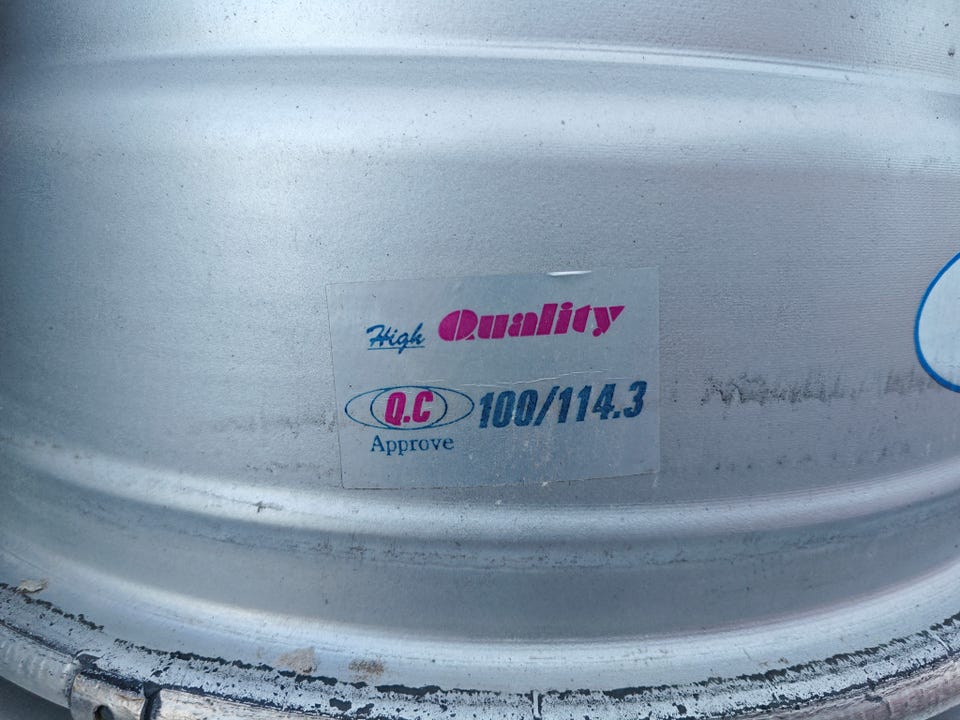 High Quality
Q.C 100/114.3
Approve